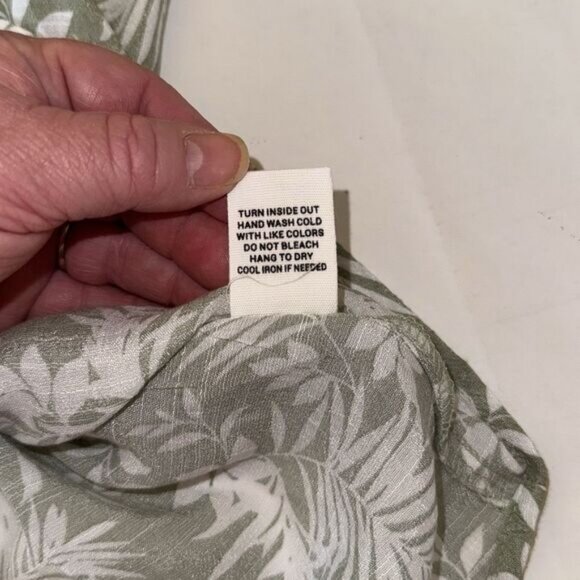 TURN INSIDE OUT
HAND WASH COLD
WITH LIKE COLORS
DO NOT BLEACH
HANG TO DRY
COOL IRON IF NEEDED